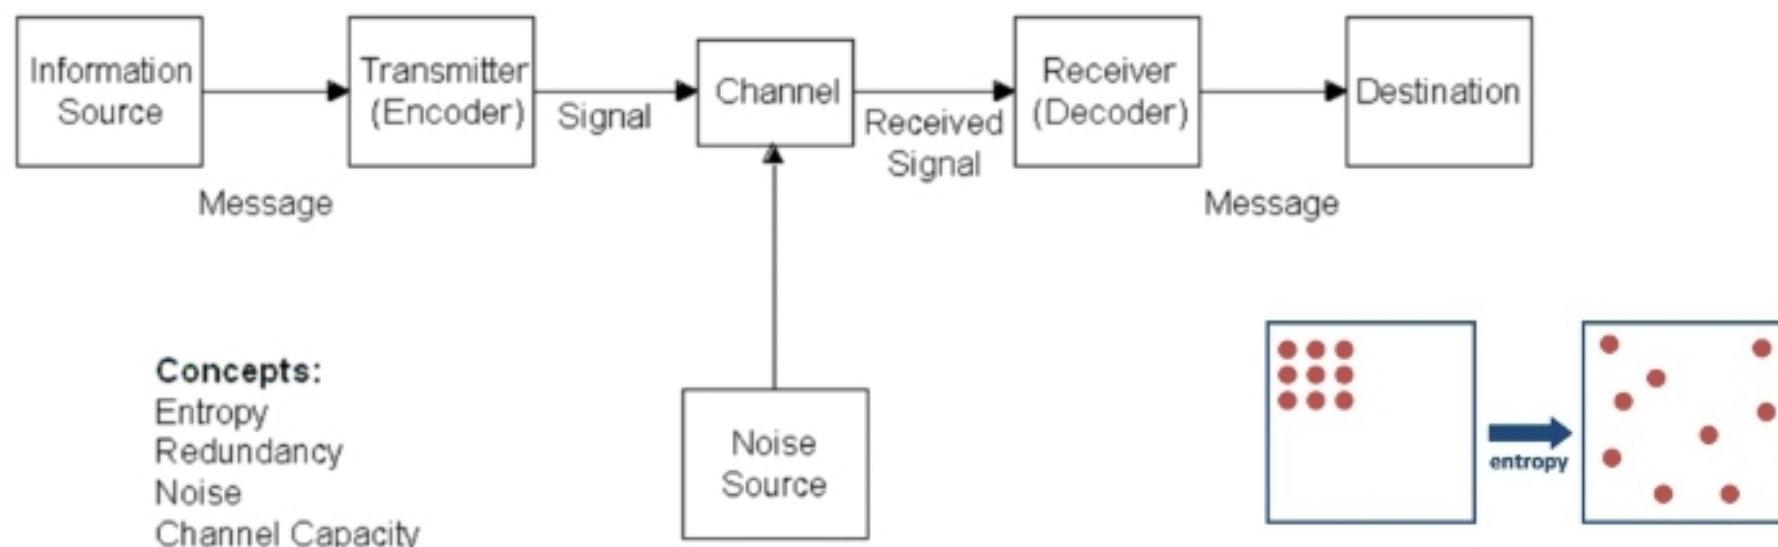 Information
Source
Transmitter
(Encoder)
Signal
Channel
Received
Signal
Receiver
(Decoder)
Destination
Message
Message
Concepts:
Entropy
Redundancy
Noise
Channel Capacity
Noise
Source
entropy